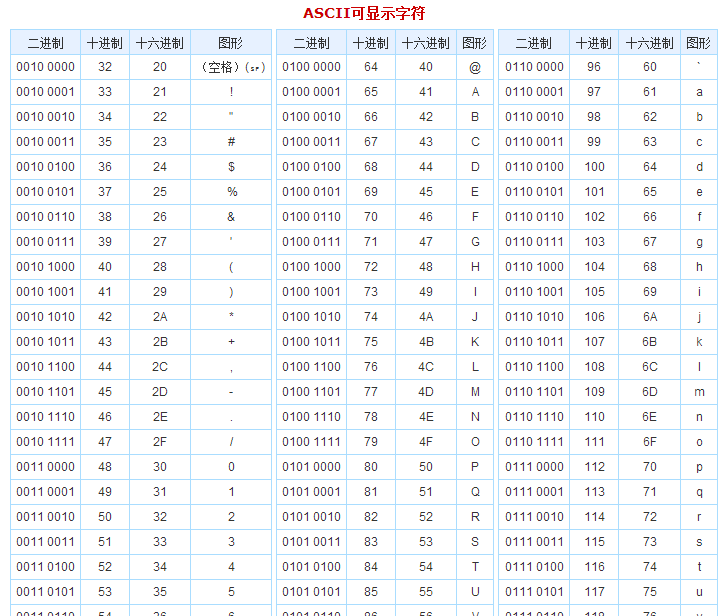 ASCII可显示字符
二进制 十进制 十六进制 图形 二进制 十进制 十六进制 图形 二进制 十进制 十六进制 图形
0010 0000 32 20 (空格)(␠) 0100 0000 64 40 @ 0110 0000 96 60 `
0010 0001 33 21 ! 0100 0001 65 41 A 0110 0001 97 61 a
0010 0010 34 22 " 0100 0010 66 42 B 0110 0010 98 62 b
0010 0011 35 23 # 0100 0011 67 43 C 0110 0011 99 63 c
0010 0100 36 24 $ 0100 0100 68 44 D 0110 0100 100 64 d
0010 0101 37 25 % 0100 0101 69 45 E 0110 0101 101 65 e
0010 0110 38 26 & 0100 0110 70 46 F 0110 0110 102 66 f
0010 0111 39 27 ' 0100 0111 71 47 G 0110 0111 103 67 g
0010 1000 40 28 ( 0100 1000 72 48 H 0110 1000 104 68 h
0010 1001 41 29 ) 0100 1001 73 49 I 0110 1001 105 69 i
0010 1010 42 2A * 0100 1010 74 4A J 0110 1010 106 6A j
0010 1011 43 2B + 0100 1011 75 4B K 0110 1011 107 6B k
0010 1100 44 2C , 0100 1100 76 4C L 0110 1100 108 6C l
0010 1101 45 2D - 0100 1101 77 4D M 0110 1101 109 6D m
0010 1110 46 2E . 0100 1110 78 4E N 0110 1110 110 6E n
0010 1111 47 2F / 0100 1111 79 4F O 0110 1111 111 6F o
0011 0000 48 30 0 0101 0000 80 50 P 0111 0000 112 70 p
0011 0001 49 31 1 0101 0001 81 51 Q 0111 0001 113 71 q
0011 0010 50 32 2 0101 0010 82 52 R 0111 0010 114 72 r
0011 0011 51 33 3 0101 0011 83 53 S 0111 0011 115 73 s
0011 0100 52 34 4 0101 0100 84 54 T 0111 0100 116 74 t
0011 0101 53 35 5 0101 0101 85 55 U 0111 0101 117 75 u